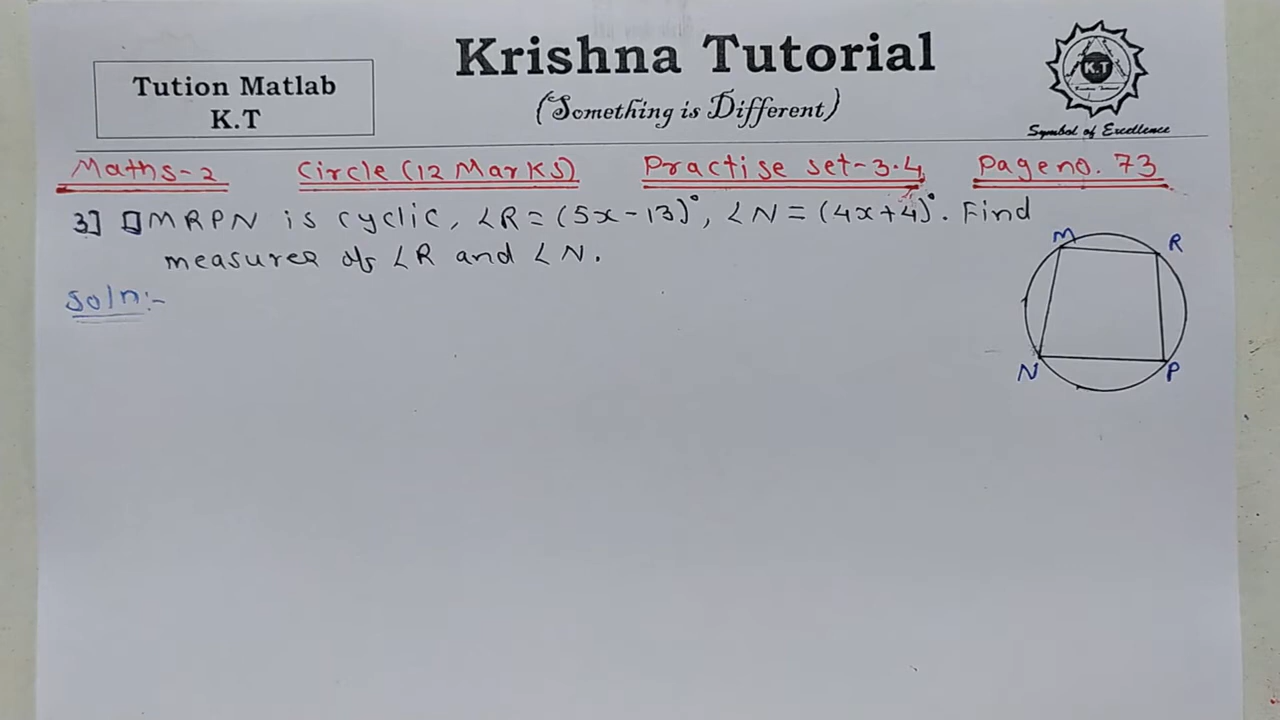 Tution Matlab
K.T
Krishna Tutorial
(Something is Different)
K.T
Symbol of Excellence
Maths-2 Circle (12 Marks) Practise set-3.4 Page no. 73
3] □MRPN is cyclic, ∠R = (5x-13)°, ∠N = (4x+4)°. Find
measures of ∠R and ∠N.
Soln:-
M
R
N
P